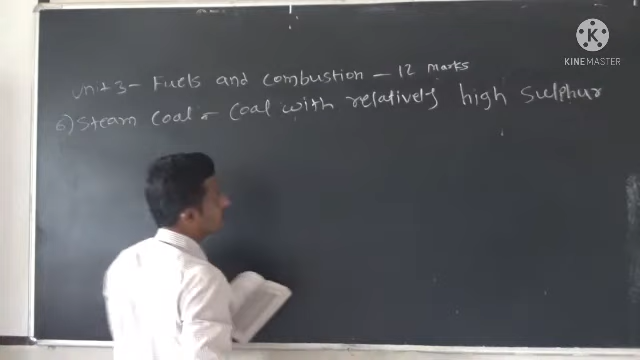 KINEMASTER
Unit 3 - Fuels and combustion - 12 marks
6) Steam coal - Coal with relatively high sulphur